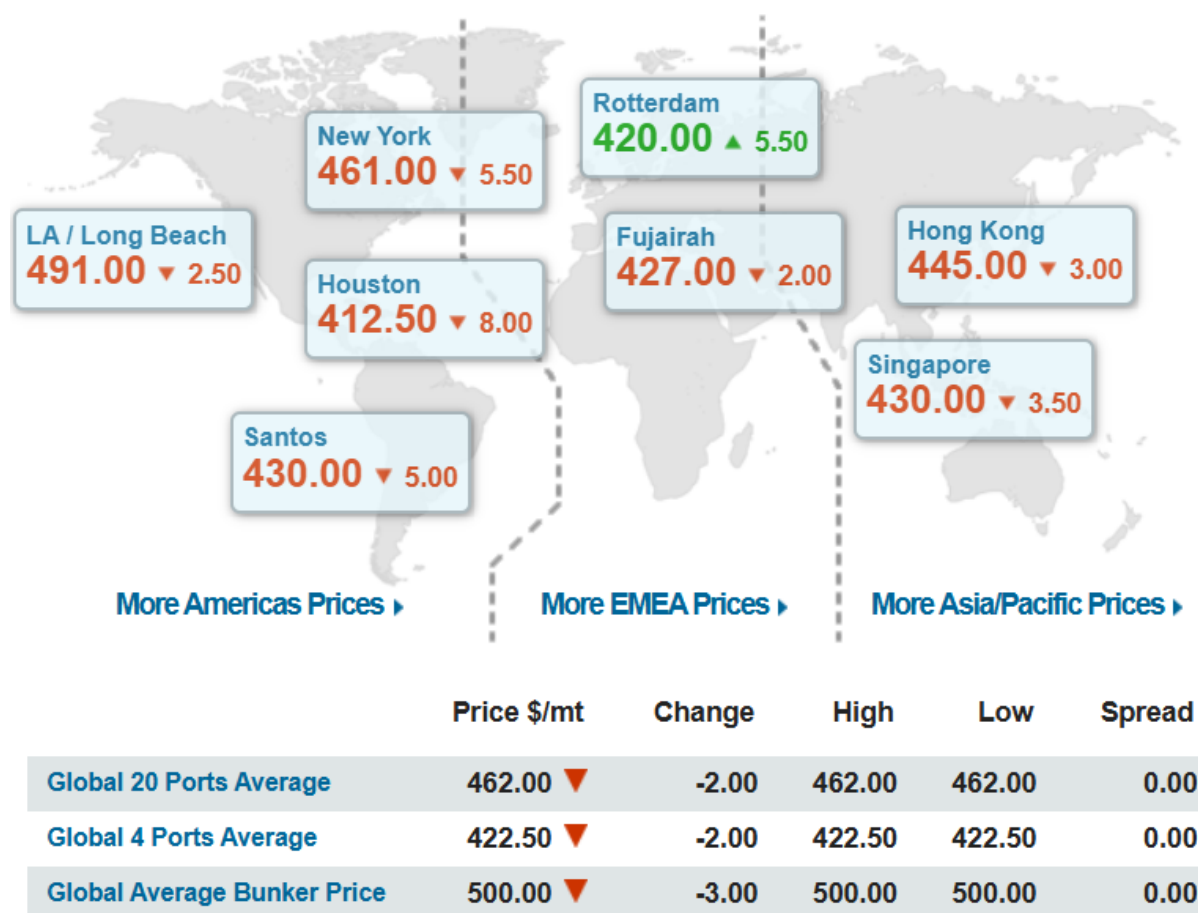 New York
461.00 ▼ 5.50
Rotterdam
420.00 ▲ 5.50
LA / Long Beach
491.00 ▼ 2.50
Houston
412.50 ▼ 8.00
Fujairah
427.00 ▼ 2.00
Hong Kong
445.00 ▼ 3.00
Singapore
430.00 ▼ 3.50
Santos
430.00 ▼ 5.00
More Americas Prices
More EMEA Prices
More Asia/Pacific Prices
Price $/mt Change High Low Spread
Global 20 Ports Average 462.00 ▼ -2.00 462.00 462.00 0.00
Global 4 Ports Average 422.50 ▼ -2.00 422.50 422.50 0.00
Global Average Bunker Price 500.00 ▼ -3.00 500.00 500.00 0.00